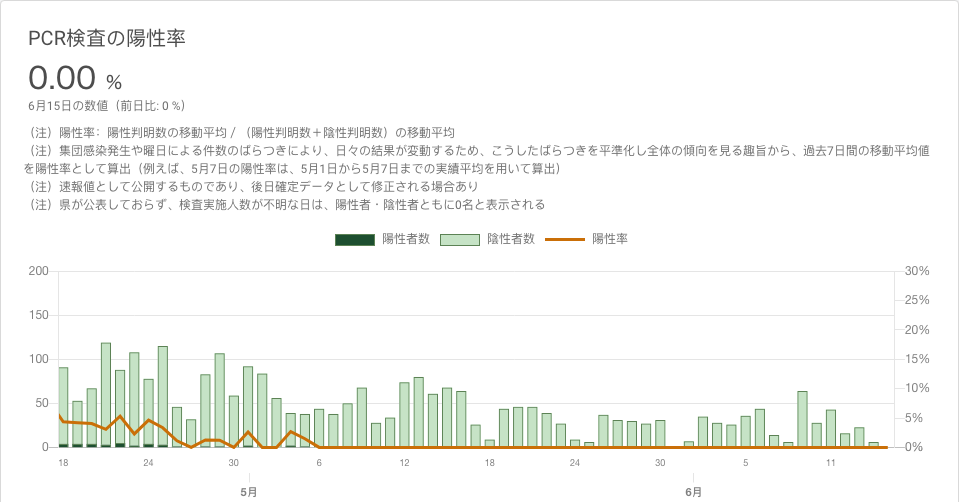 PCR検査の陽性率
0.00 %
6月15日の数値（前日比: 0 %）
（注）陽性率：陽性判明数の移動平均 / （陽性判明数＋陰性判明数）の移動平均
（注）集団感染発生や曜日による件数のばらつきにより、日々の結果が変動するため、こうしたばらつきを平準化し全体の傾向を見る趣旨から、過去7日間の移動平均値
を陽性率として算出（例えば、5月7日の陽性率は、5月1日から5月7日までの実績平均を用いて算出）
（注）速報値として公開するものであり、後日確定データとして修正される場合あり
（注）県が公表しておらず、検査実施人数が不明な日は、陽性者・陰性者ともに0名と表示される
陽性者数 陰性者数 陽性率
200 30%
25%
150 20%
100 15%
10%
50 5%
0 0%
18 24 30 6 12 18 24 30 5 11
5月 6月